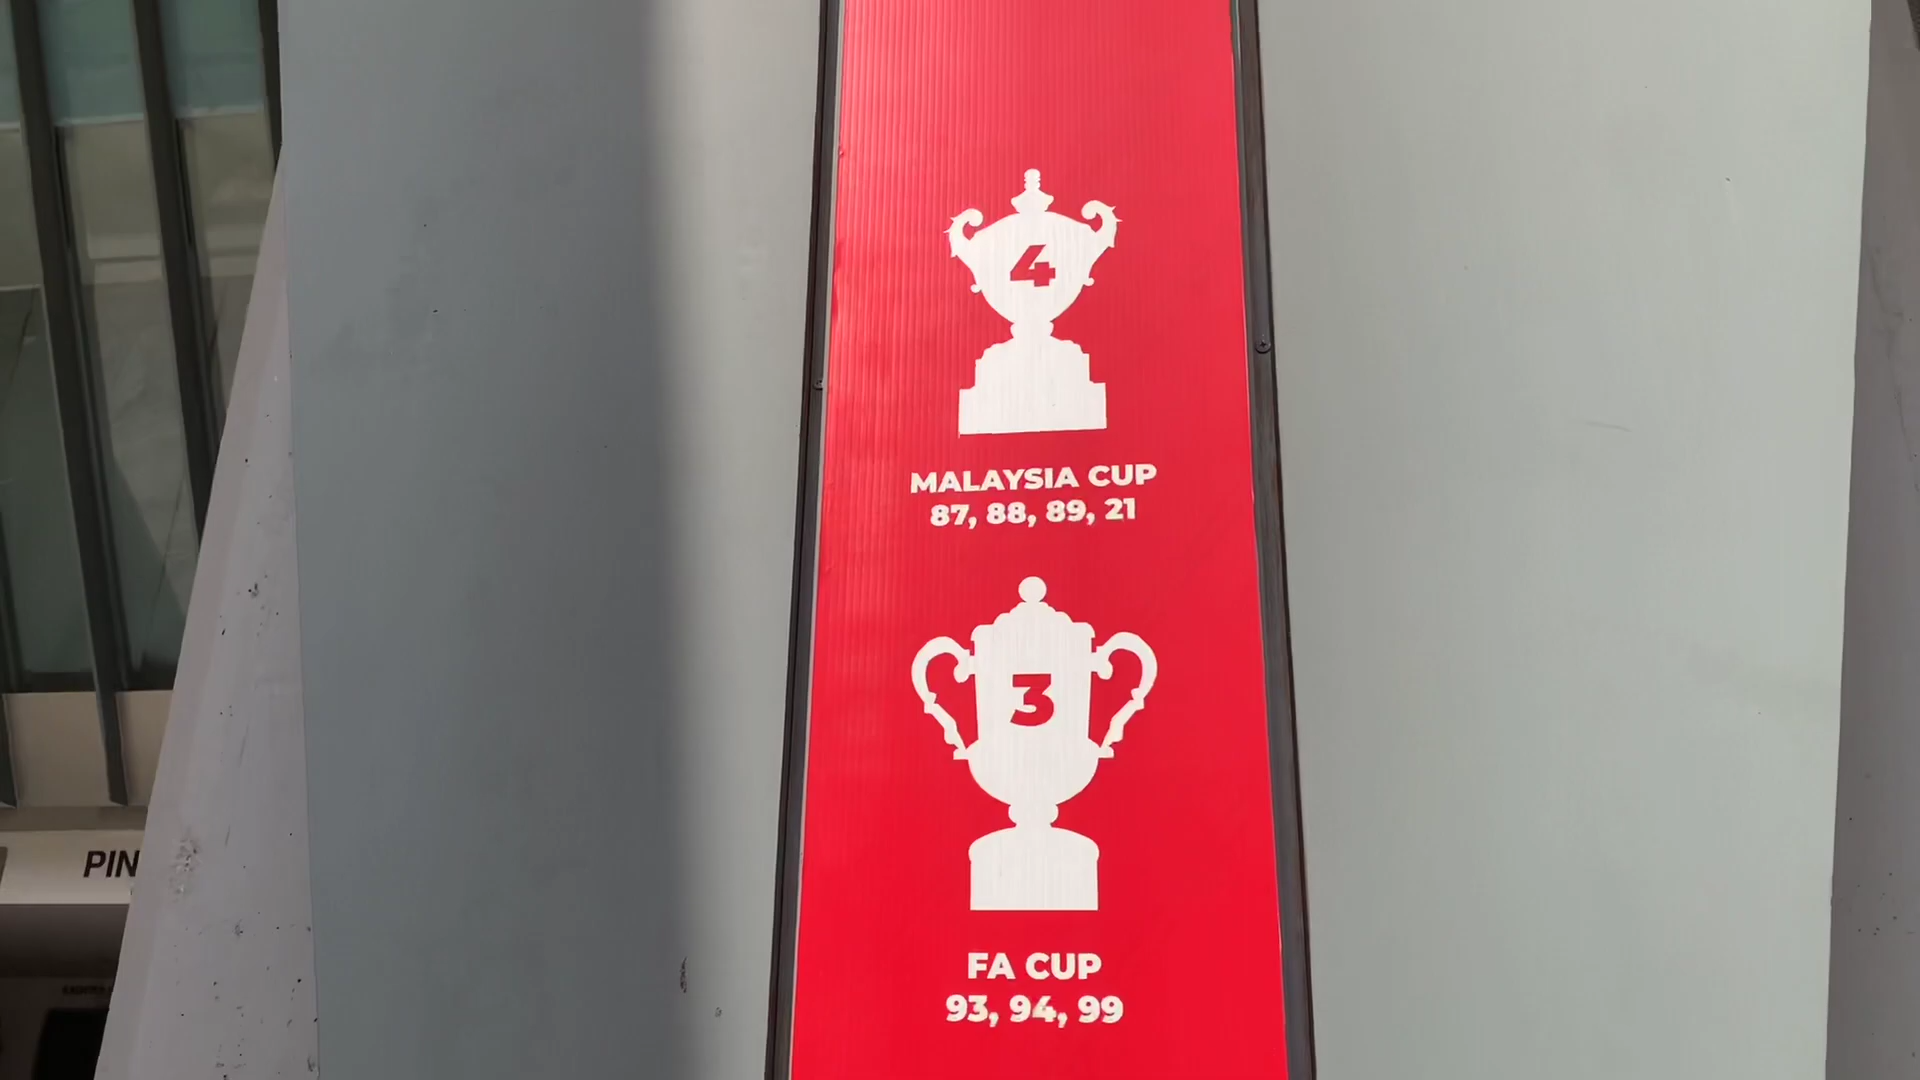 4
MALAYSIA CUP
87, 88, 89, 21
3
FA CUP
93, 94, 99
PIN